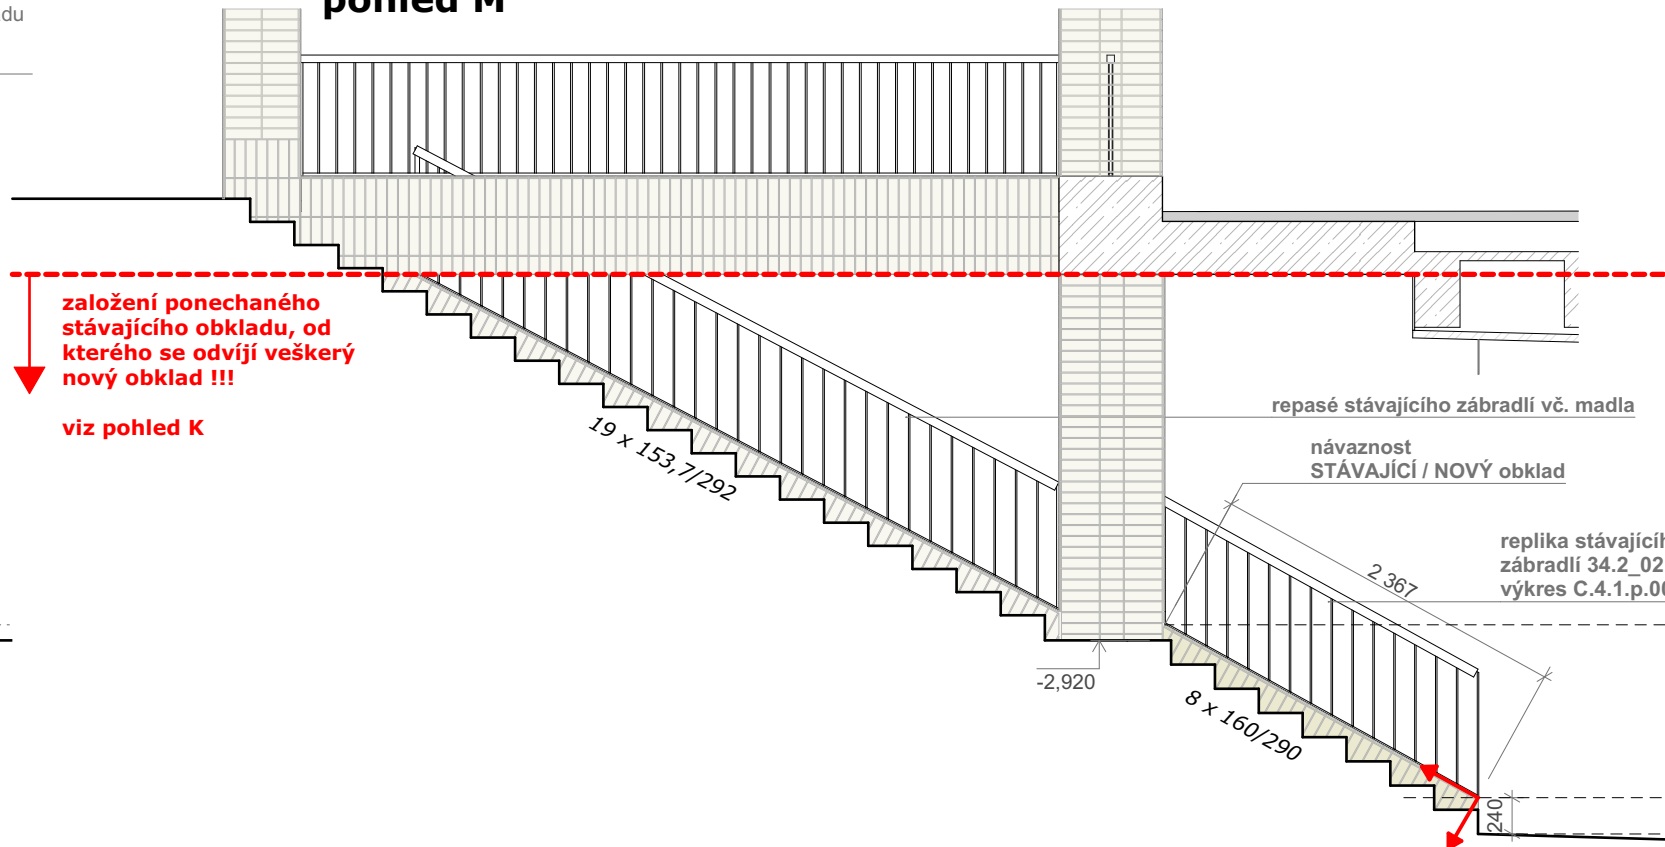 pohled M
založení ponechaného
stávajícího obkladu, od
kterého se odvíjí veškerý
nový obklad !!!
viz pohled K
19 x 153,7/292
repasé stávajícího zábradlí vč. madla
návaznost
STÁVAJÍCÍ / NOVÝ obklad
replika stávajícíh
zábradlí 34.2_02
výkres C.4.1.p.00
2 367
-2,920
8 x 160/290
240